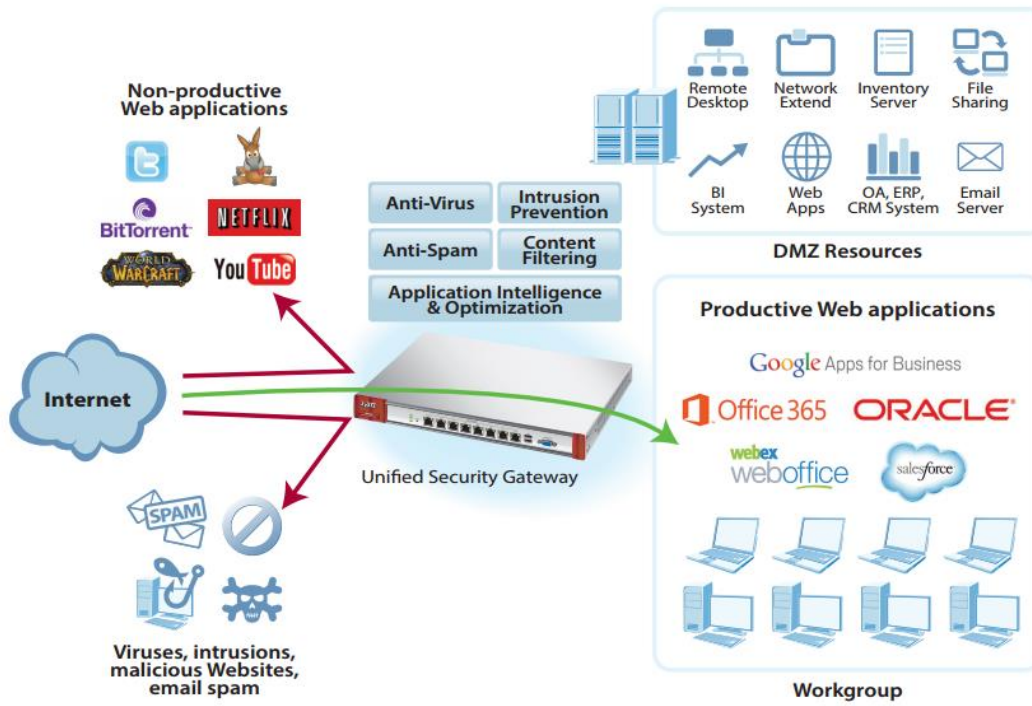 Non-productive
Web applications
BitTorrent
NETFLIX
WORLD
WARCRAFT
YouTube
Internet
SPAM
Viruses, intrusions,
malicious Websites,
email spam
Anti-Virus
Intrusion
Prevention
Anti-Spam
Content
Filtering
Application Intelligence
& Optimization
Unified Security Gateway
Remote
Desktop
Network
Extend
Inventory
Server
File
Sharing
BI
System
Web
Apps
OA, ERP,
CRM System
Email
Server
DMZ Resources
Productive Web applications
Google Apps for Business
Office 365
ORACLE®
webex
weboffice
salesforce
Workgroup